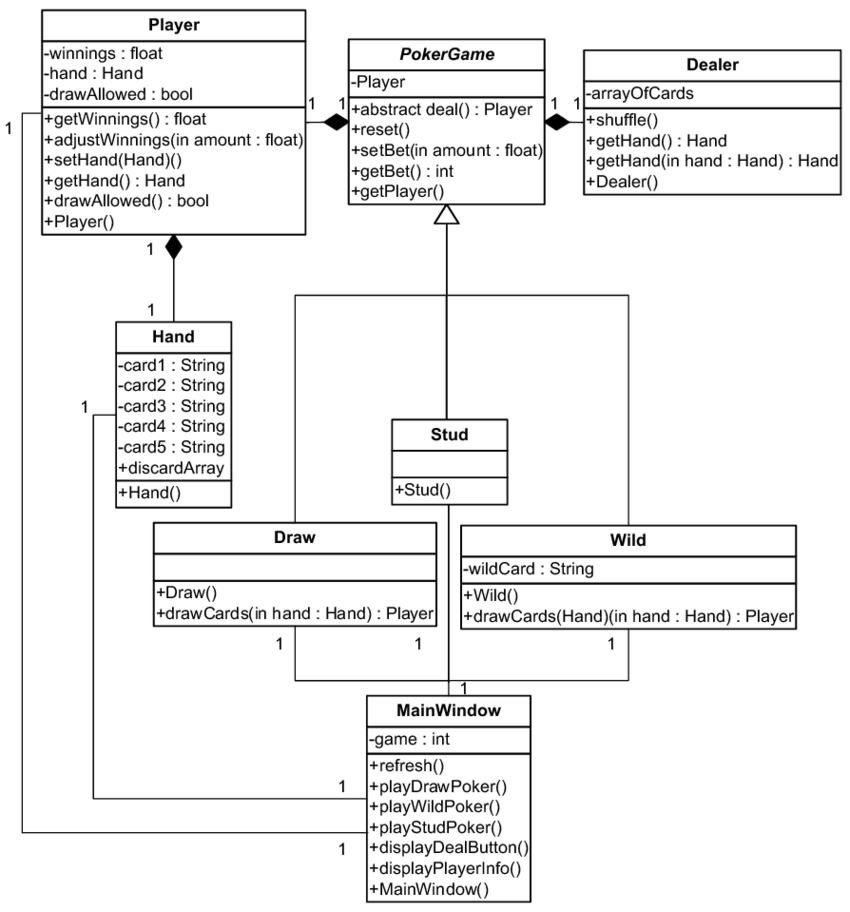 Player
-winnings : float
-hand : Hand
-drawAllowed : bool
+getWinnings() : float
+adjustWinnings(in amount : float)
+setHand(Hand)()
+getHand() : Hand
+drawAllowed() : bool
+Player()
1
1
PokerGame
-Player
+abstract deal() : Player
+reset()
+setBet(in amount : float)
+getBet() : int
+getPlayer()
1
1
Dealer
-arrayOfCards
+shuffle()
+getHand() : Hand
+getHand(in hand : Hand) : Hand
+Dealer()
1
1
1
Hand
-card1 : String
-card2 : String
-card3 : String
-card4 : String
-card5 : String
+discardArray
+Hand()
1
Stud
+Stud()
Draw
+Draw()
+drawCards(in hand : Hand) : Player
Wild
-wildCard : String
+Wild()
+drawCards(Hand)(in hand : Hand) : Player
1
1
1
1
MainWindow
-game : int
+refresh()
+playDrawPoker()
+playWildPoker()
+playStudPoker()
+displayDealButton()
+displayPlayerInfo()
+MainWindow()
1
1